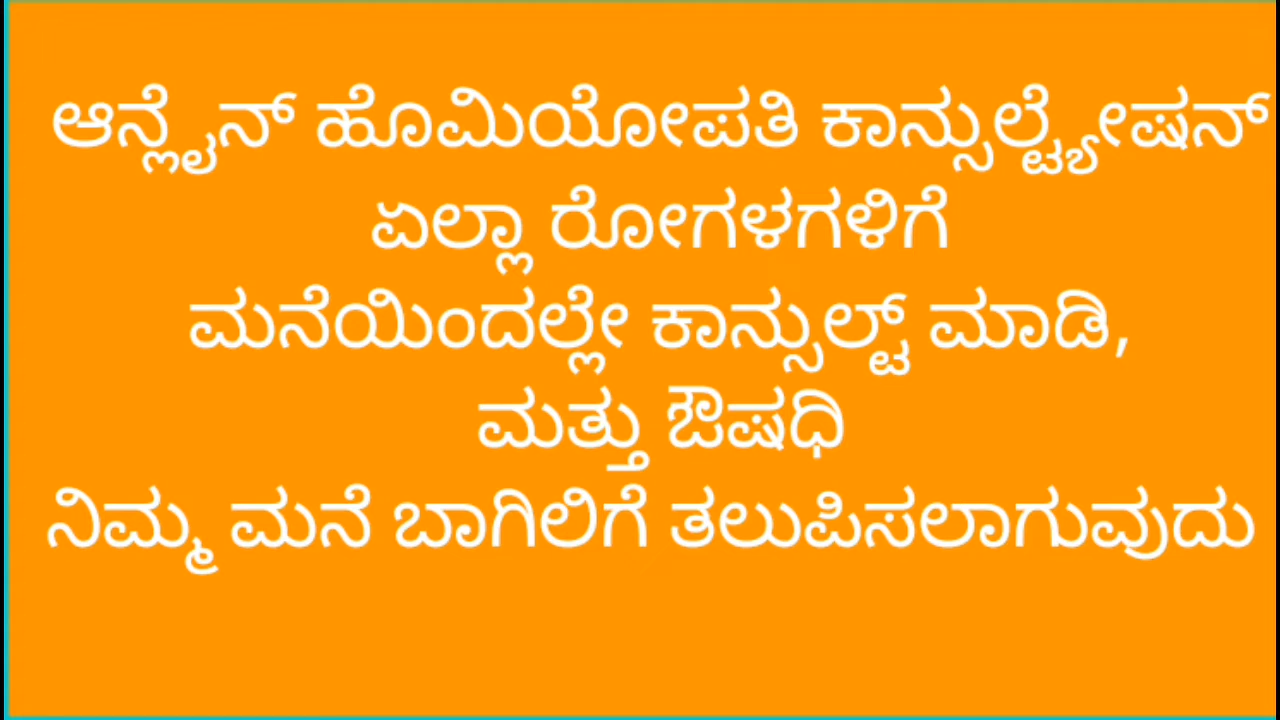 ಆನ್ಲೈನ್ ಹೊಮಿಯೋಪತಿ ಕಾನ್ಸುಲ್ಟ್ಯೇಷನ್
ಏಲ್ಲಾ ರೋಗಳಗಳಿಗೆ
ಮನೆಯಿಂದಲ್ಲೇ ಕಾನ್ಸುಲ್ಟ್ ಮಾಡಿ,
ಮತ್ತು ಔಷಧಿ
ನಿಮ್ಮ ಮನೆ ಬಾಗಿಲಿಗೆ ತಲುಪಿಸಲಾಗುವುದು